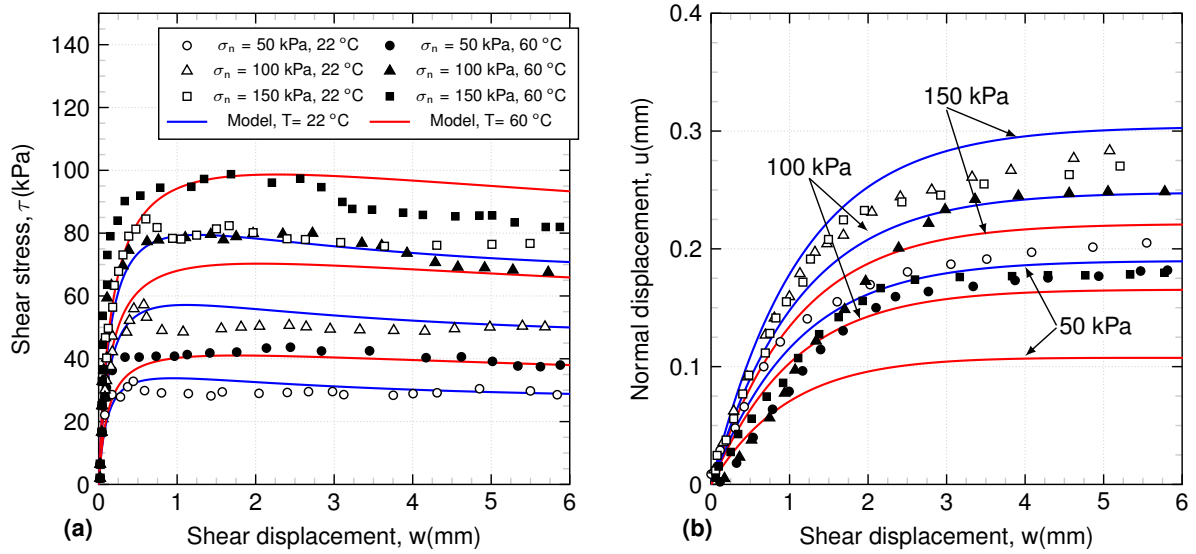 140
120
100
80
60
40
20
0
Shear stress, τ(kPa)
σn = 50 kPa, 22 °C
σn = 50 kPa, 60 °C
σn = 100 kPa, 22 °C
σn = 100 kPa, 60 °C
σn = 150 kPa, 22 °C
σn = 150 kPa, 60 °C
Model, T= 22 °C
Model, T= 60 °C
0 1 2 3 4 5 6
(a)
Shear displacement, w(mm)
0.4
0.3
0.2
0.1
0
Normal displacement, u(mm)
150 kPa
100 kPa
50 kPa
0 1 2 3 4 5 6
(b)
Shear displacement, w(mm)